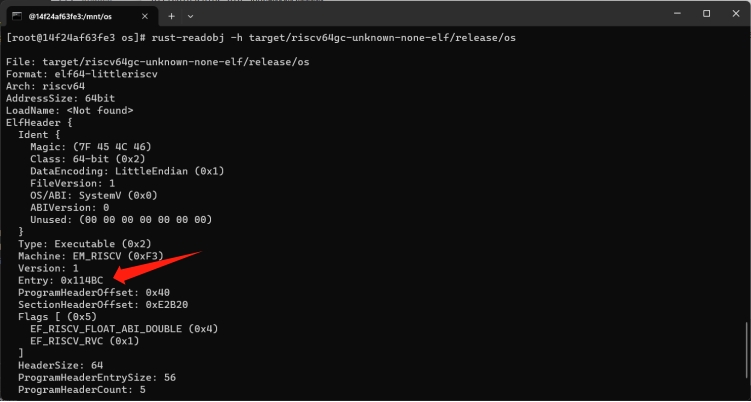 @14f24af63fe3:/mnt/os
[root@14f24af63fe3 os]# rust-readobj -h target/riscv64gc-unknown-none-elf/release/os
File: target/riscv64gc-unknown-none-elf/release/os
Format: elf64-littleriscv
Arch: riscv64
AddressSize: 64bit
LoadName: <Not found>
ElfHeader {
Ident {
Magic: (7F 45 4C 46)
Class: 64-bit (0x2)
DataEncoding: LittleEndian (0x1)
FileVersion: 1
OS/ABI: SystemV (0x0)
ABIVersion: 0
Unused: (00 00 00 00 00 00 00)
}
Type: Executable (0x2)
Machine: EM_RISCV (0xF3)
Version: 1
Entry: 0x114BC
ProgramHeaderOffset: 0x40
SectionHeaderOffset: 0xE2B20
Flags [ (0x5)
EF_RISCV_FLOAT_ABI_DOUBLE (0x4)
EF_RISCV_RVC (0x1)
]
HeaderSize: 64
ProgramHeaderEntrySize: 56
ProgramHeaderCount: 5